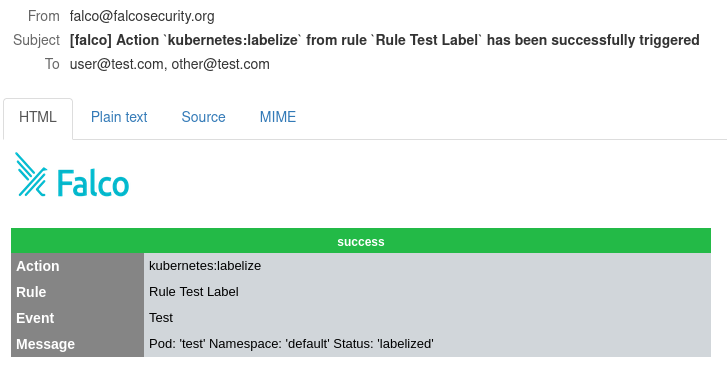 From falco@falcosecurity.org
Subject [falco] Action `kubernetes:labelize` from rule `Rule Test Label` has been successfully triggered
To user@test.com, other@test.com
HTML Plain text Source MIME
Falco
success
Action kubernetes:labelize
Rule Rule Test Label
Event Test
Message Pod: 'test' Namespace: 'default' Status: 'labelized'